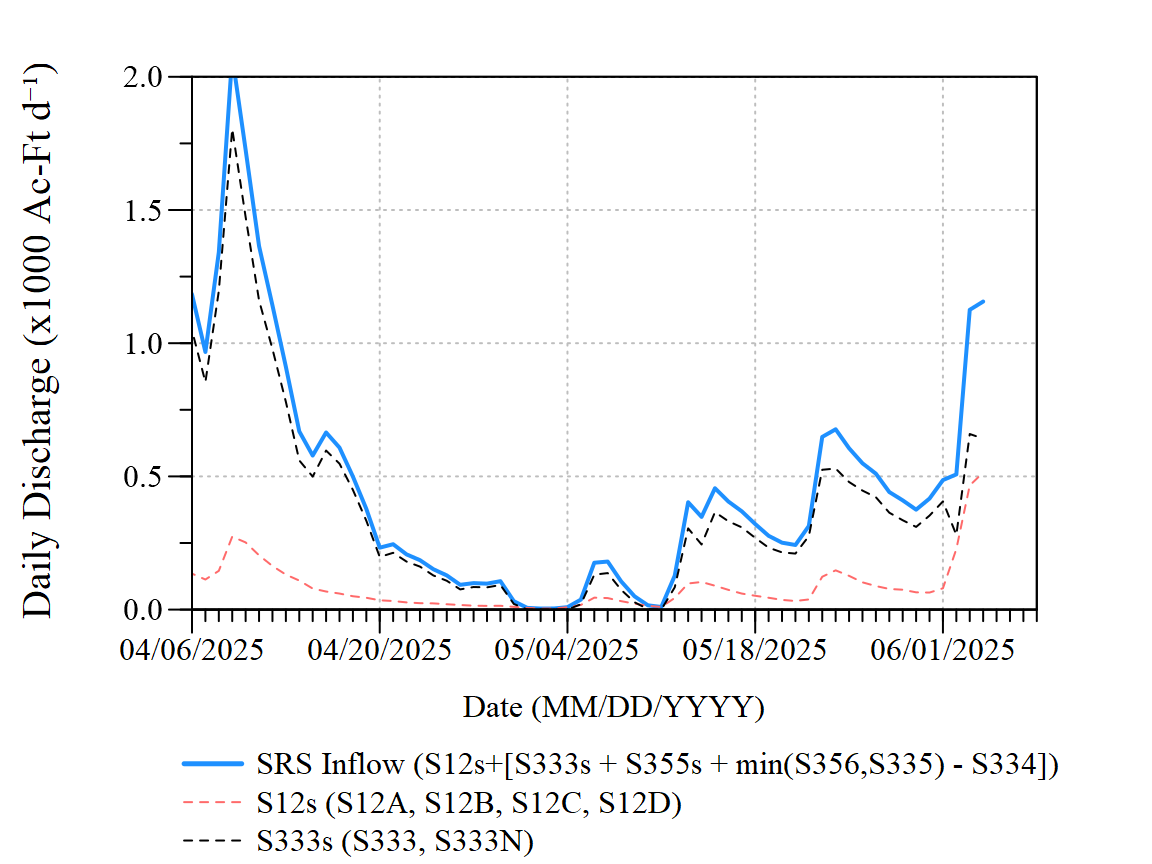 Daily Discharge (x1000 Ac-Ft d⁻¹)
2.0
1.5
1.0
0.5
0.0
04/06/2025 04/20/2025 05/04/2025 05/18/2025 06/01/2025
Date (MM/DD/YYYY)
SRS Inflow (S12s+[S333s + S355s + min(S356,S335) - S334])
S12s (S12A, S12B, S12C, S12D)
S333s (S333, S333N)